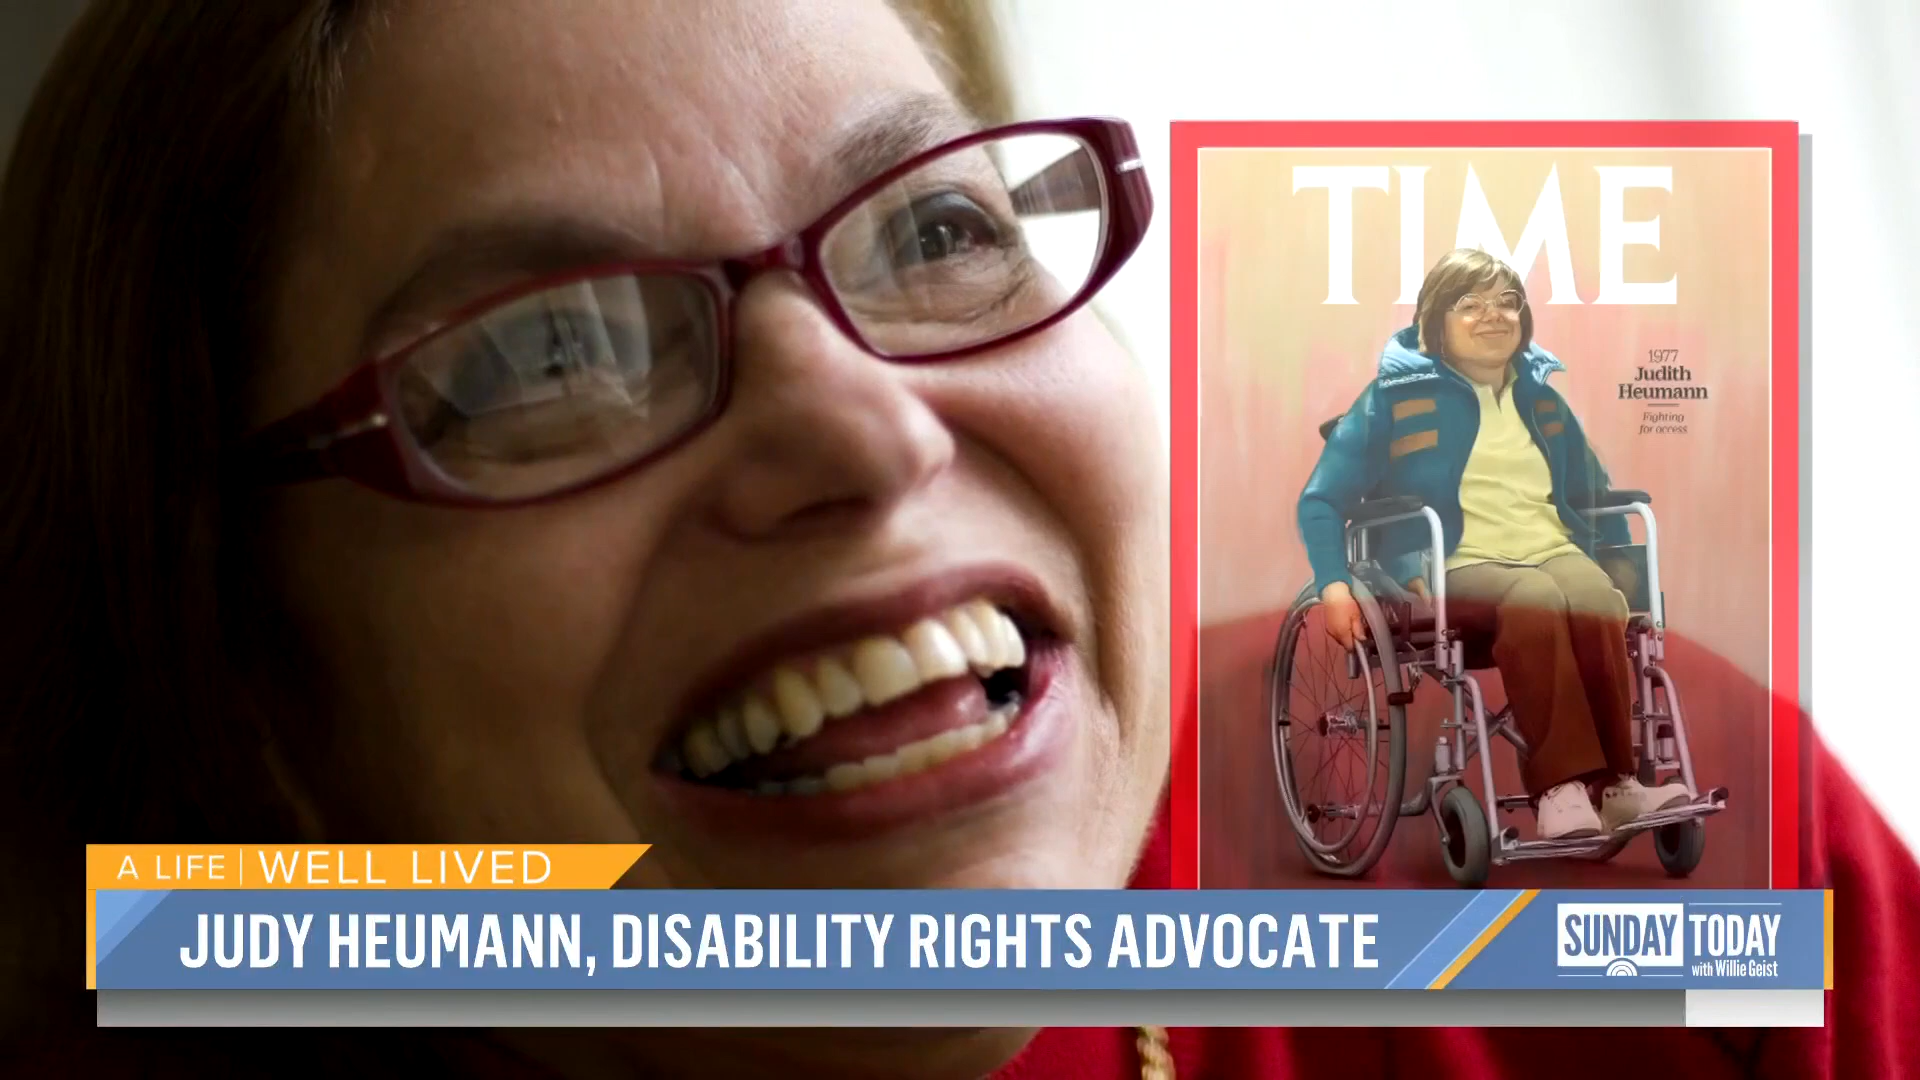 TIME
1977
Judith
Heumann
Fighting
for access
A LIFE | WELL LIVED
JUDY HEUMANN, DISABILITY RIGHTS ADVOCATE
SUNDAY TODAY
with Willie Geist